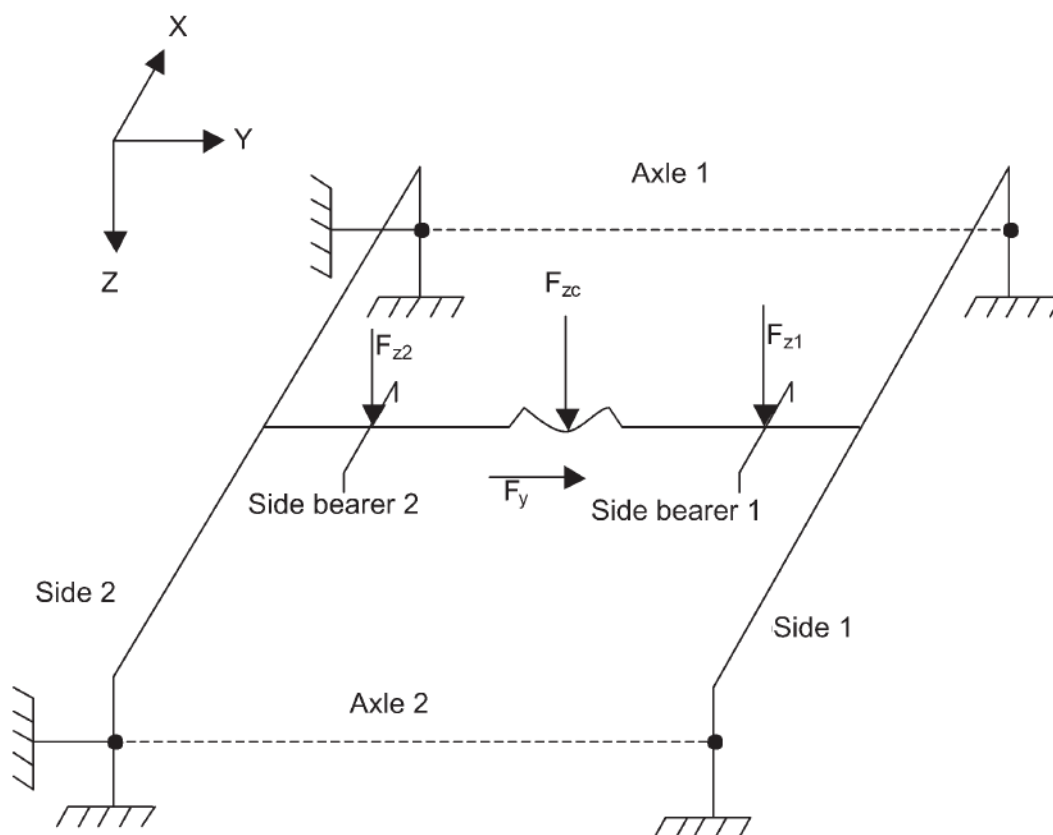 X
Y
Z
Axle 1
F_zc
F_z2
F_z1
Side bearer 2
F_y
Side bearer 1
Side 2
Side 1
Axle 2